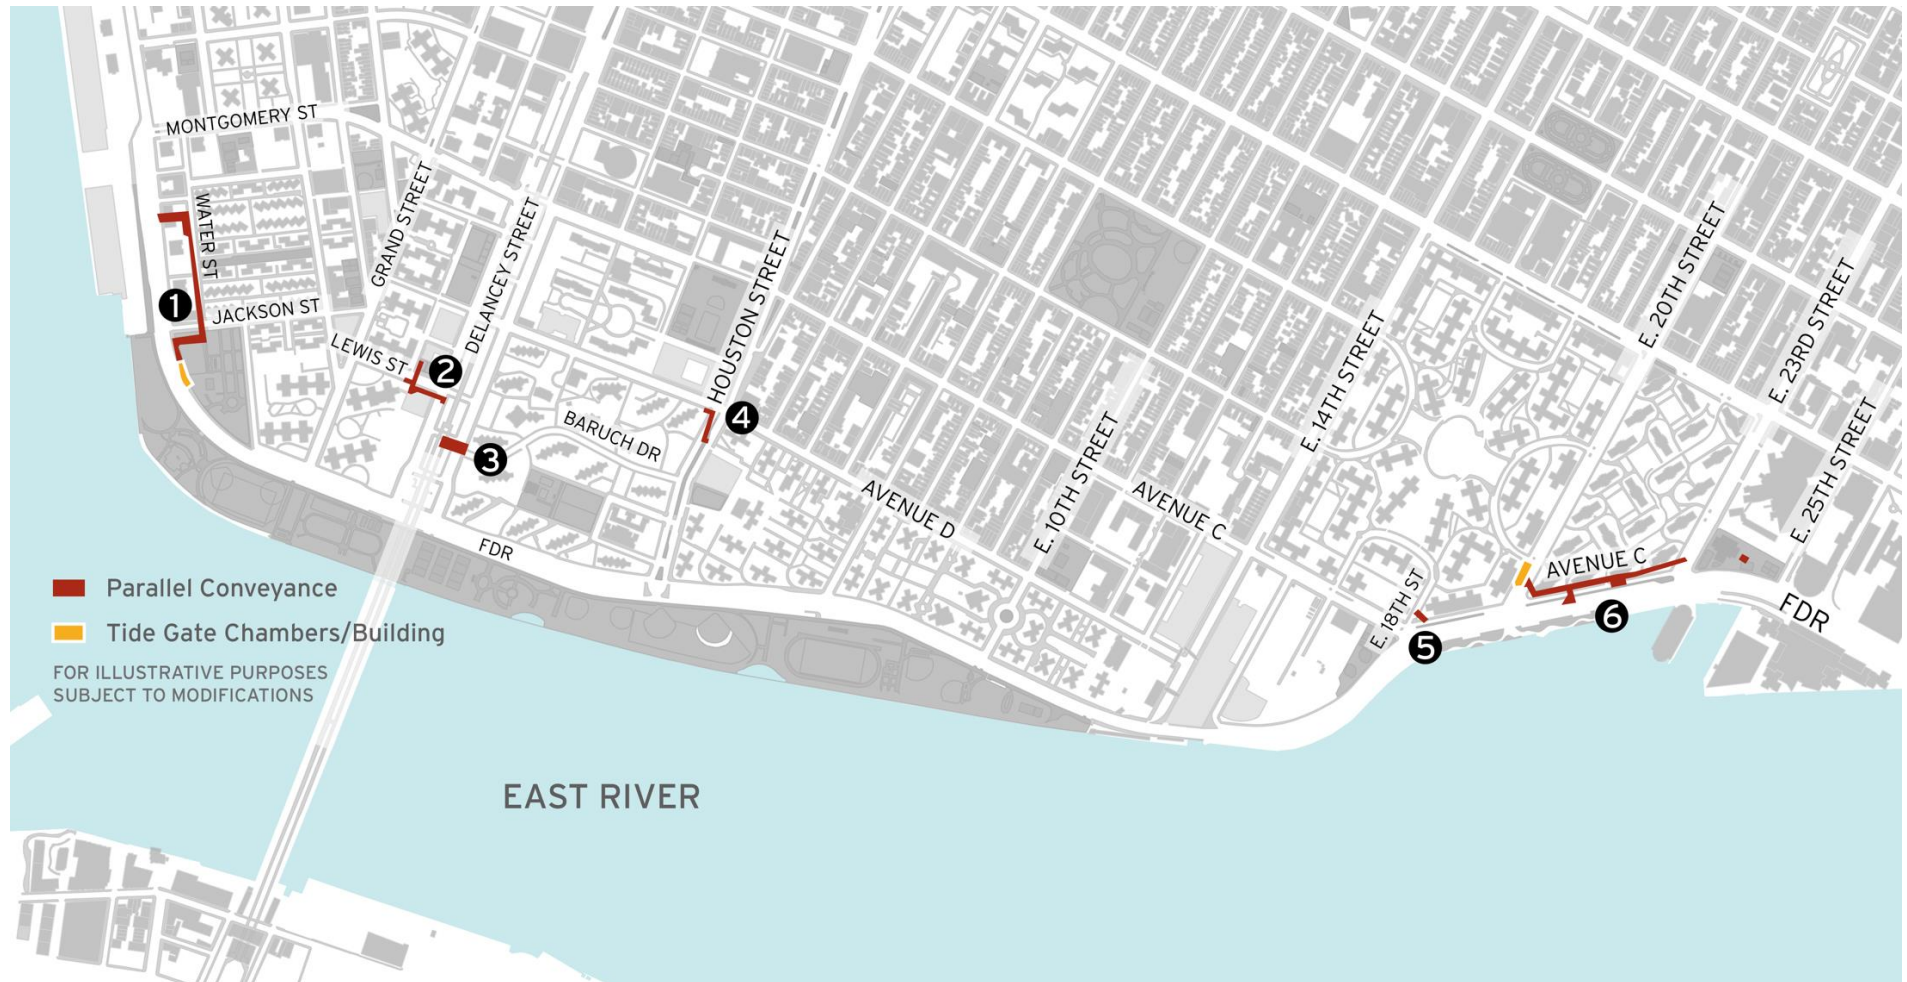 MONTGOMERY ST
WATER ST
GRAND STREET
DELANCEY STREET
HOUSTON STREET
E. 20TH STREET
E. 23RD STREET
1
JACKSON ST
LEWIS ST
2
E. 14TH STREET
4
BARUCH DR
3
E. 10TH STREET
E. 25TH STREET
AVENUE D
AVENUE C
FDR
AVENUE C
E. 18TH ST
5
6
FDR
Parallel Conveyance
Tide Gate Chambers/Building
FOR ILLUSTRATIVE PURPOSES
SUBJECT TO MODIFICATIONS
EAST RIVER